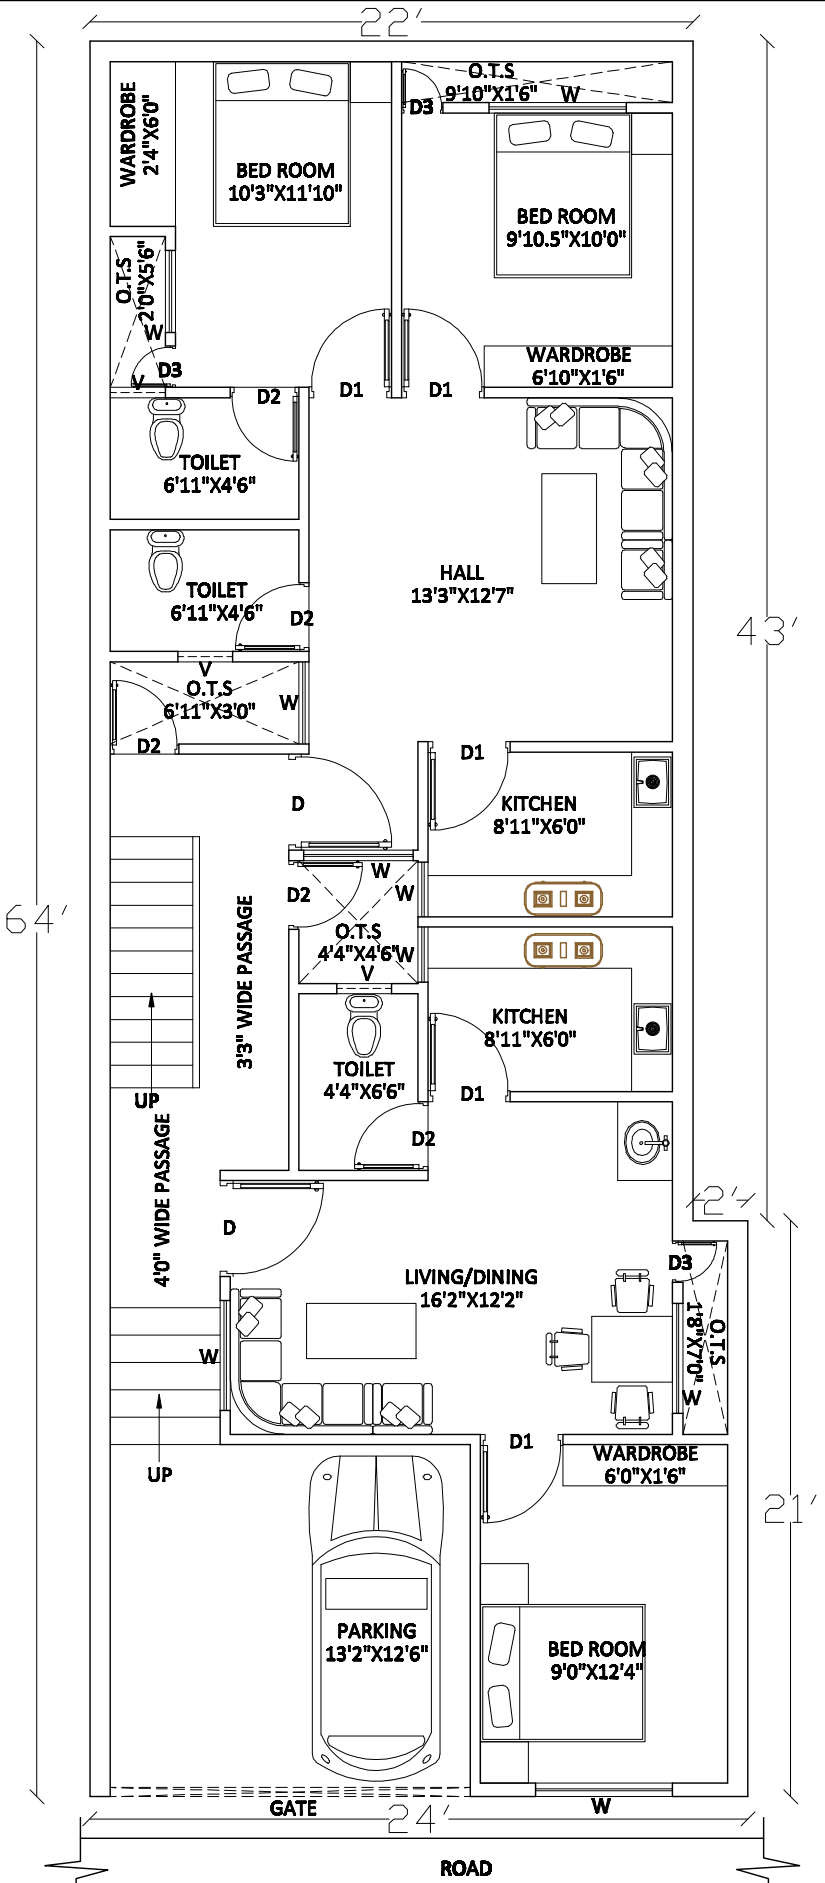 22'
O.T.S
9'10"X1'6"
W
D3
WARDROBE
2'4"X6'0"
BED ROOM
10'3"X11'10"
BED ROOM
9'10.5"X10'0"
O.T.S
2'0"X5'6"
W
D3
V
WARDROBE
6'10"X1'6"
D2
D1
D1
TOILET
6'11"X4'6"
HALL
13'3"X12'7"
TOILET
6'11"X4'6"
D2
43'
V
O.T.S
6'11"X3'0"
W
D2
D1
D
KITCHEN
8'11"X6'0"
W
D2
W
64'
O.T.S
4'4"X4'6"
W
V
3'3" WIDE PASSAGE
KITCHEN
8'11"X6'0"
TOILET
4'4"X6'6"
UP
D1
D2
4'0" WIDE PASSAGE
2'
D
D3
LIVING/DINING
16'2"X12'2"
O.T.S
1'8"X7'0"
W
W
D1
WARDROBE
6'0"X1'6"
UP
21'
PARKING
13'2"X12'6"
BED ROOM
9'0"X12'4"
GATE
W
24'
ROAD